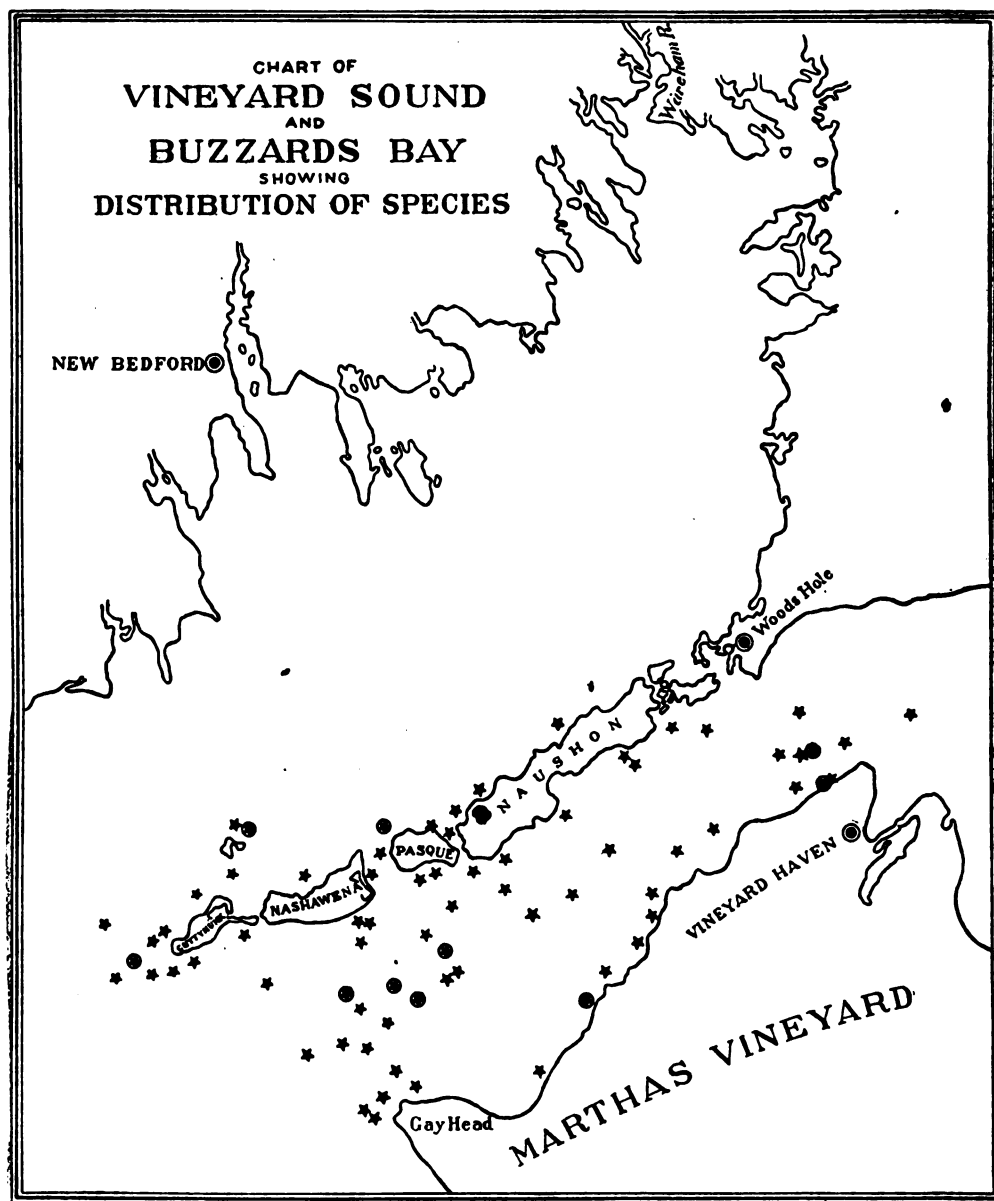 CHART OF
VINEYARD SOUND
AND
BUZZARDS BAY
SHOWING
DISTRIBUTION OF SPECIES
Wareham R.
NEW BEDFORD
Woods Hole
NAUSHON
PASQUE
NASHAWENA
CUTTYHUNK
VINEYARD HAVEN
MARTHAS VINEYARD
Gay Head